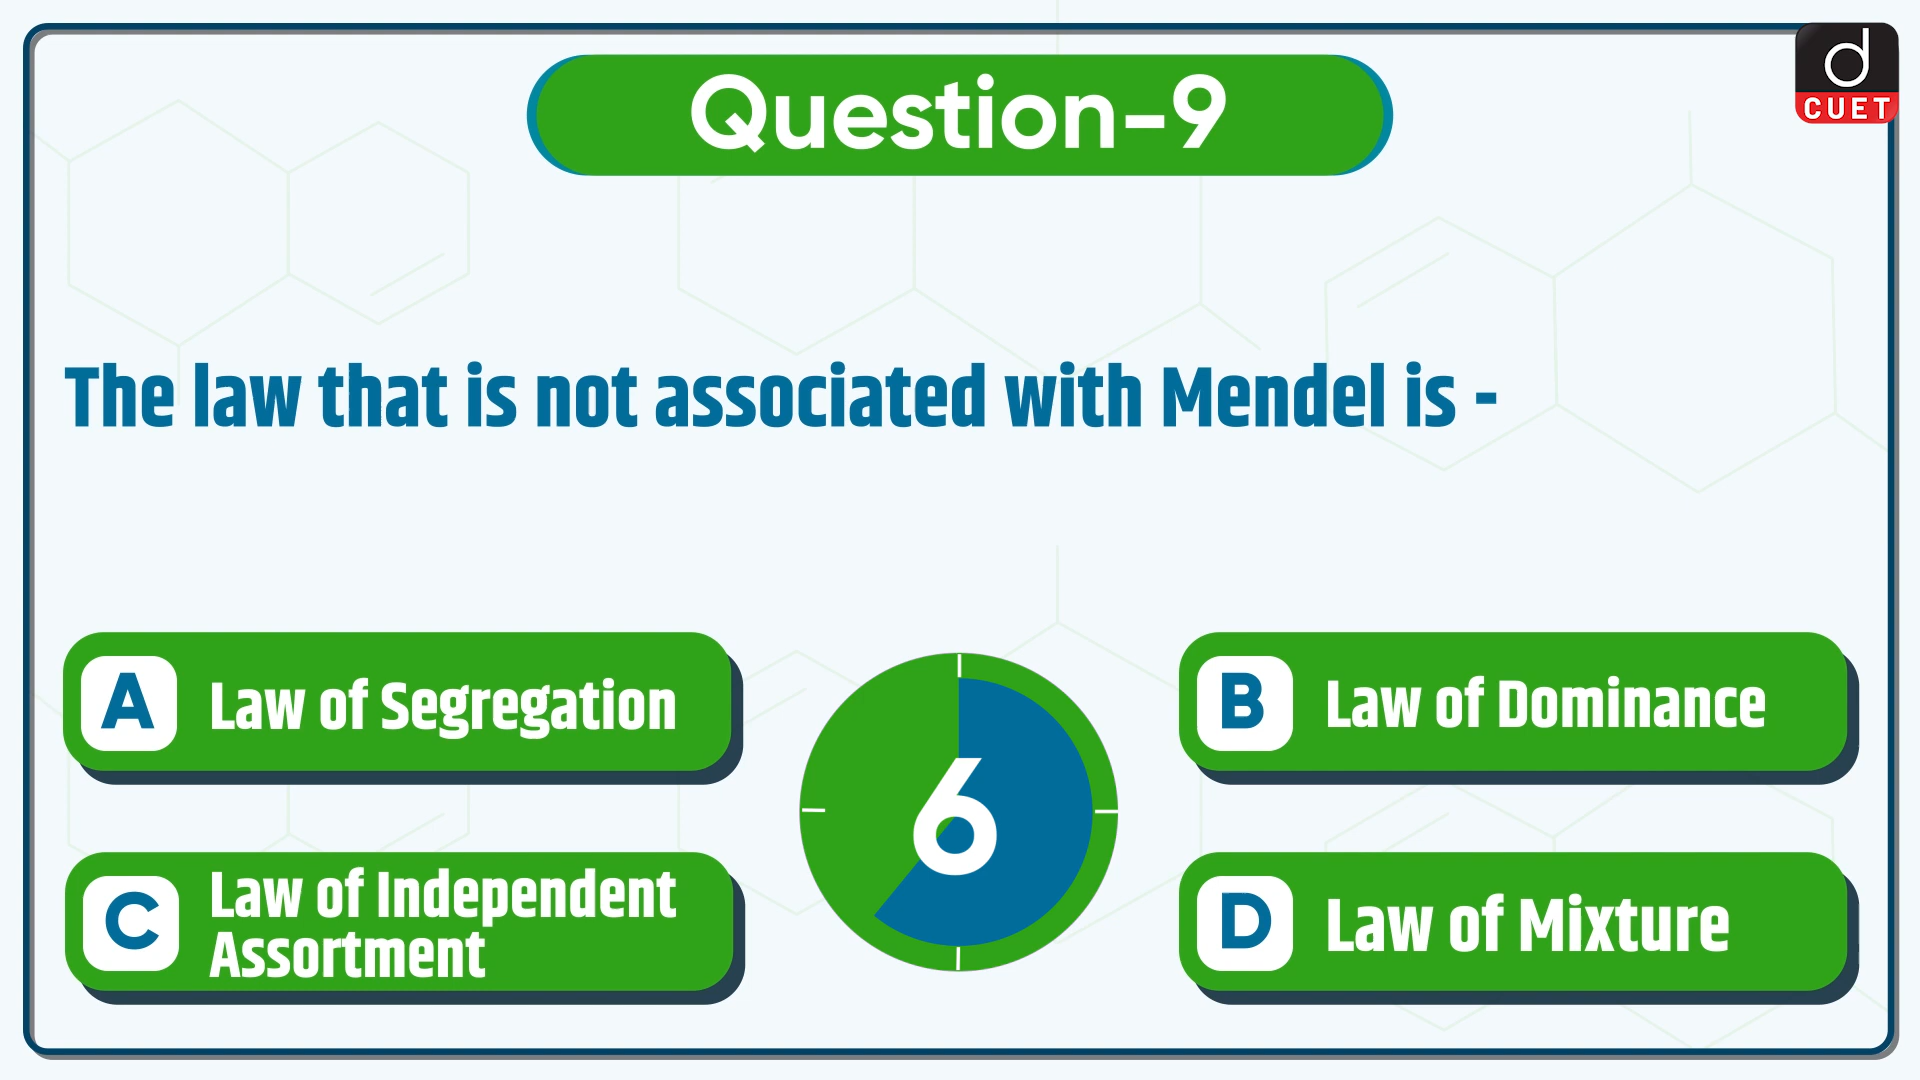 Question-9
d
CUET
The law that is not associated with Mendel is -
A Law of Segregation
B Law of Dominance
6
C Law of Independent
Assortment
D Law of Mixture